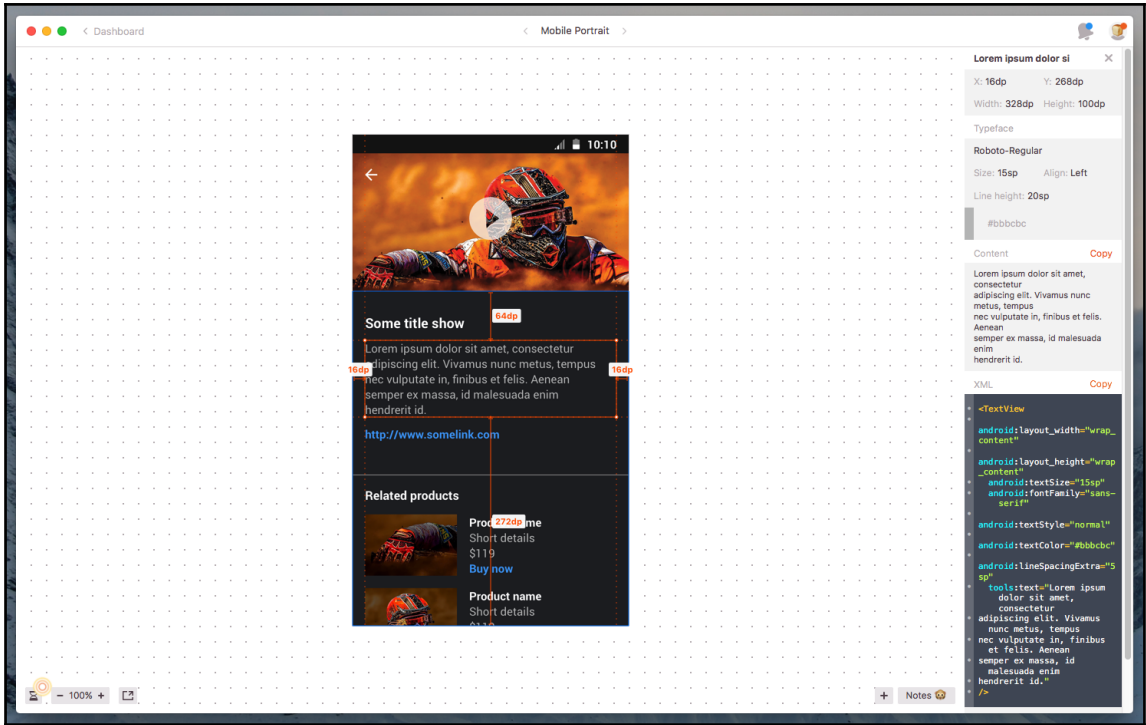 Dashboard
Mobile Portrait
Lorem ipsum dolor si
X: 16dp Y: 268dp
Width: 328dp Height: 100dp
Typeface
Roboto-Regular
Size: 15sp Align: Left
Line height: 20sp
#bbbcbc
Content Copy
Lorem ipsum dolor sit amet,
consectetur
adipiscing elit. Vivamus nunc
metus, tempus
nec vulputate in, finibus et felis.
Aenean
semper ex massa, id malesuada
enim
hendrerit id.
XML Copy
<TextView
android:layout_width="wrap_
content"
android:layout_height="wrap
_content"
android:textSize="15sp"
android:fontFamily="sans-
serif"
android:textStyle="normal"
android:textColor="#bbbcbc"
android:lineSpacingExtra="5
sp"
tools:text="Lorem ipsum
dolor sit amet,
consectetur
adipiscing elit. Vivamus
nunc metus, tempus
nec vulputate in, finibus
et felis. Aenean
semper ex massa, id
malesuada enim
hendrerit id."
/>
10:10
64dp
Some title show
Lorem ipsum dolor sit amet, consectetur
adipiscing elit. Vivamus nunc metus, tempus
16dp nec vulputate in, finibus et felis. Aenean 16dp
semper ex massa, id malesuada enim
hendrerit id.
http://www.somelink.com
Related products
272dp
Product name
Short details
$119
Buy now
Product name
Short details
$119
− 100% +
+ Notes